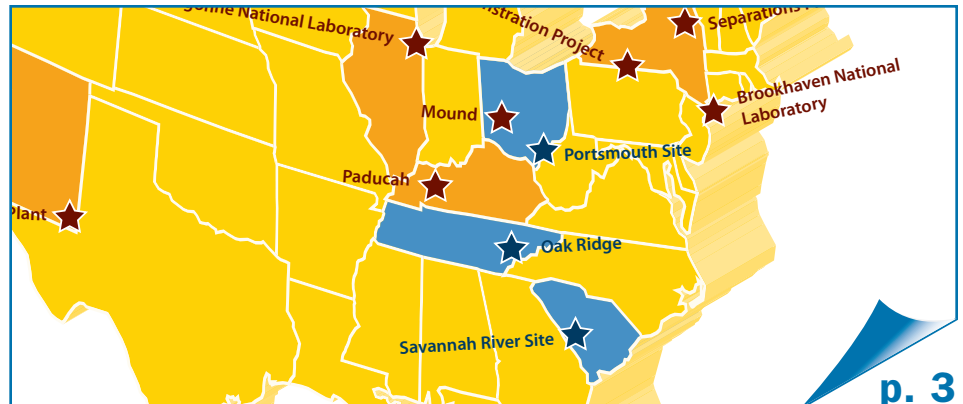 National Laboratory
Project
Separations
Brookhaven National
Laboratory
Mound
Portsmouth Site
Paducah
Plant
Oak Ridge
Savannah River Site
p. 3